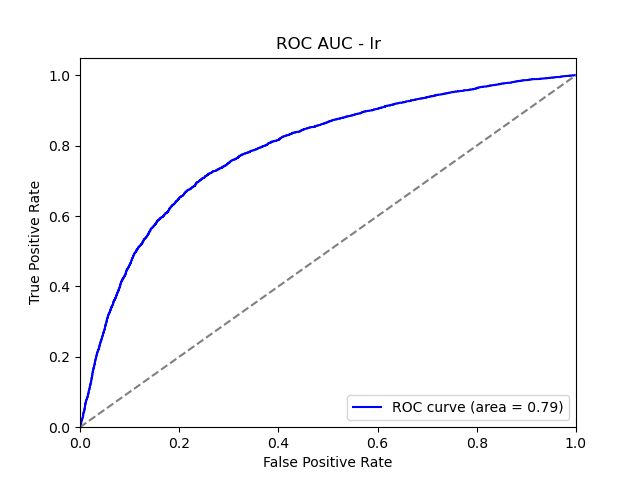 ROC AUC - lr
1.0
0.8
0.6
0.4
0.2
0.0
True Positive Rate
ROC curve (area = 0.79)
0.0 0.2 0.4 0.6 0.8 1.0
False Positive Rate